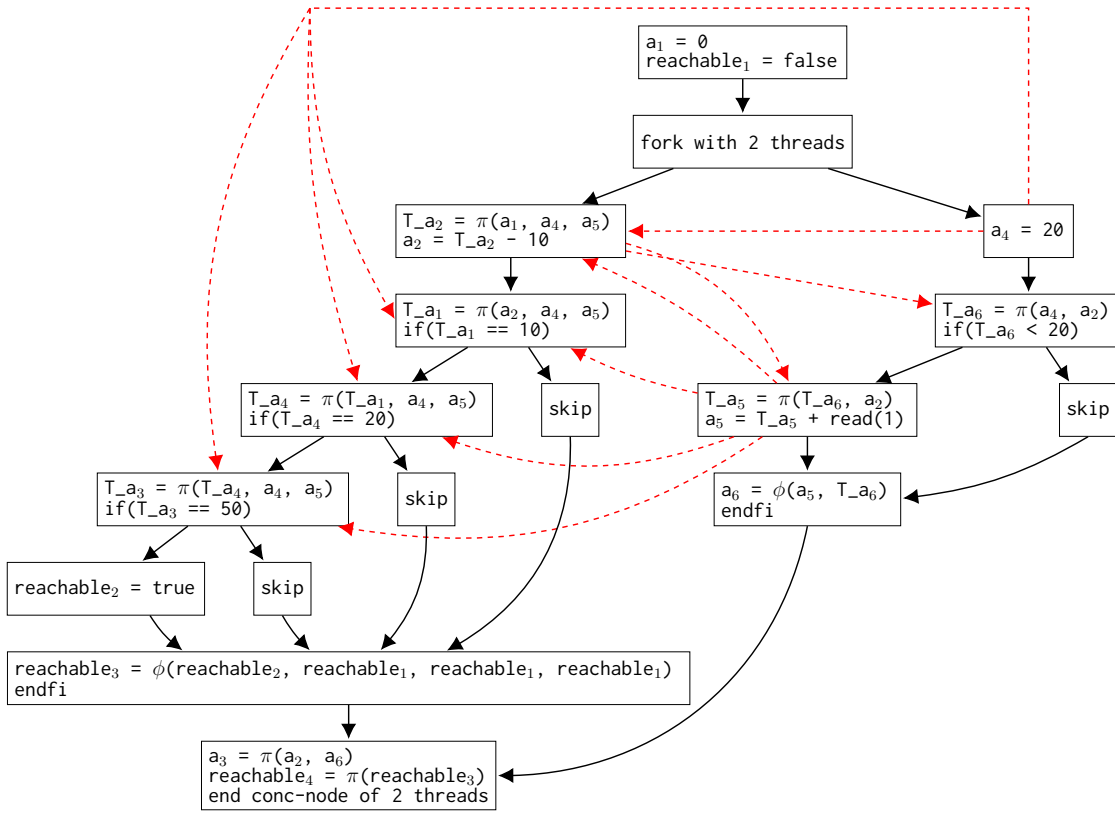 a₁ = 0
reachable₁ = false
fork with 2 threads
T_a₂ = π(a₁, a₄, a₅)
a₂ = T_a₂ - 10
a₄ = 20
T_a₁ = π(a₂, a₄, a₅)
if(T_a₁ == 10)
T_a₆ = π(a₄, a₂)
if(T_a₆ < 20)
T_a₄ = π(T_a₁, a₄, a₅)
if(T_a₄ == 20)
skip
T_a₅ = π(T_a₆, a₂)
a₅ = T_a₅ + read(1)
skip
T_a₃ = π(T_a₄, a₄, a₅)
if(T_a₃ == 50)
skip
a₆ = ϕ(a₅, T_a₆)
endfi
reachable₂ = true
skip
reachable₃ = ϕ(reachable₂, reachable₁, reachable₁, reachable₁)
endfi
a₃ = π(a₂, a₆)
reachable₄ = π(reachable₃)
end conc-node of 2 threads